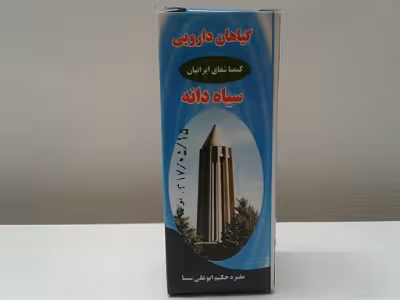 گیاهان دارویی
کیمیا شفای ایرانیان
سیاه دانه
مقبره حکیم ابوعلی سینا